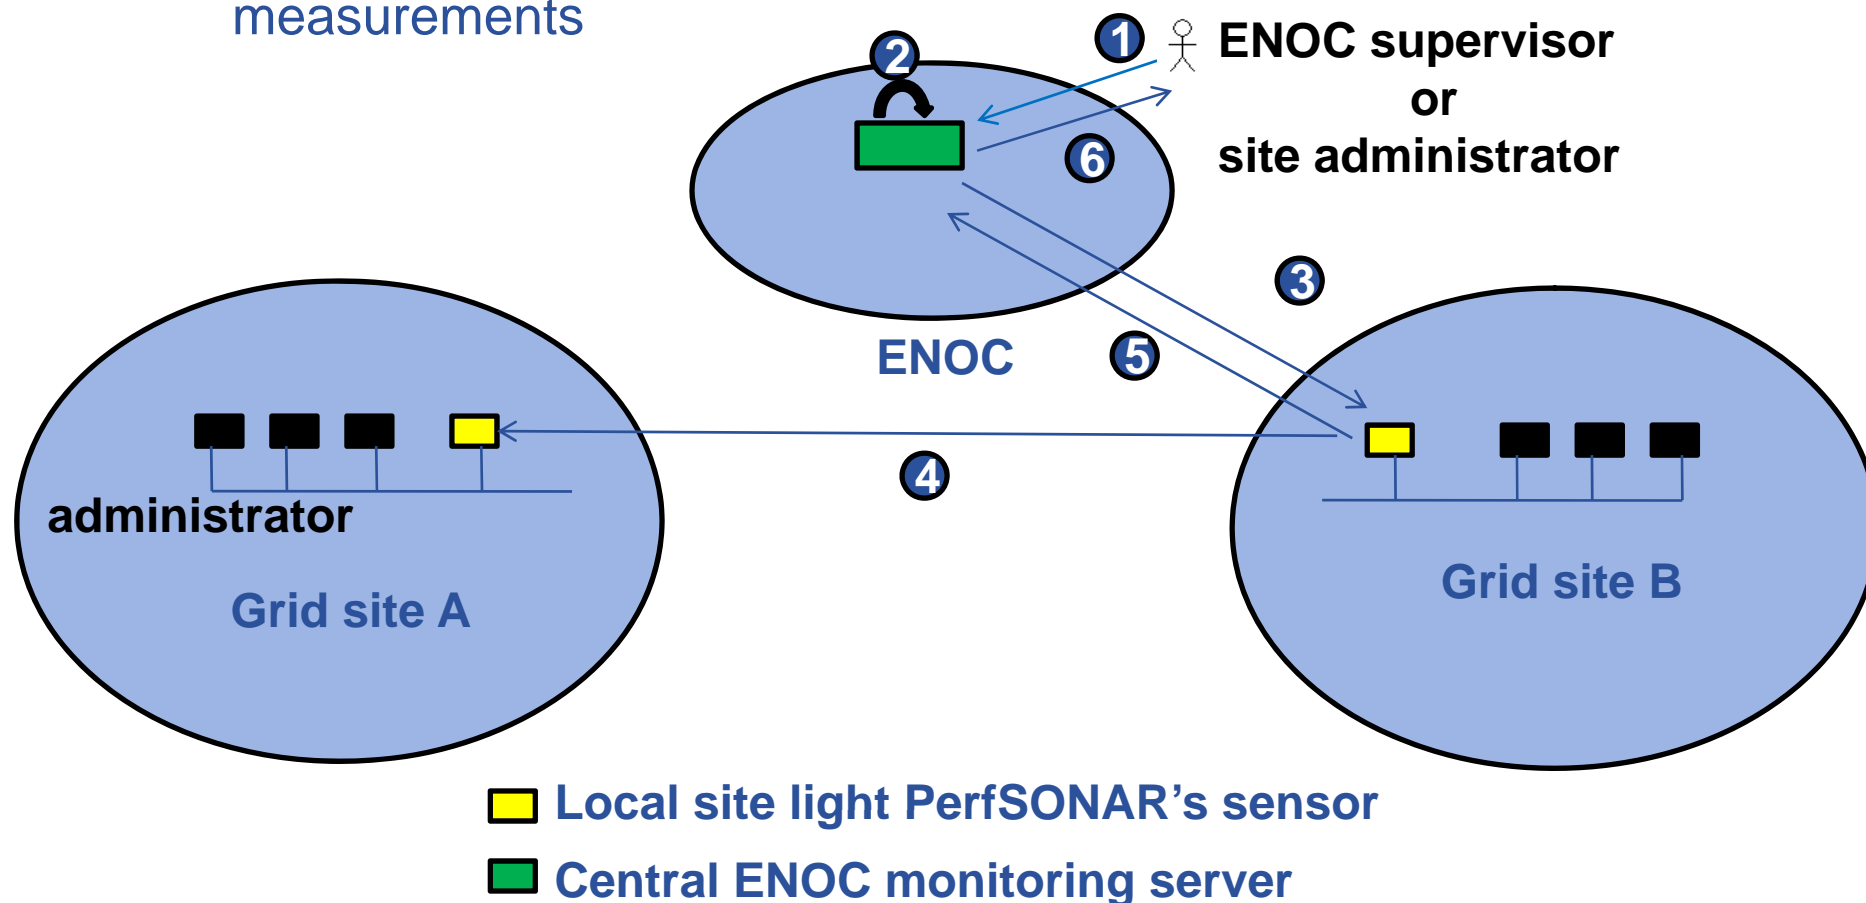 measurements
1
ENOC supervisor
2
or
6
site administrator
3
ENOC
5
4
administrator
Grid site A
Grid site B
Local site light PerfSONAR’s sensor
Central ENOC monitoring server